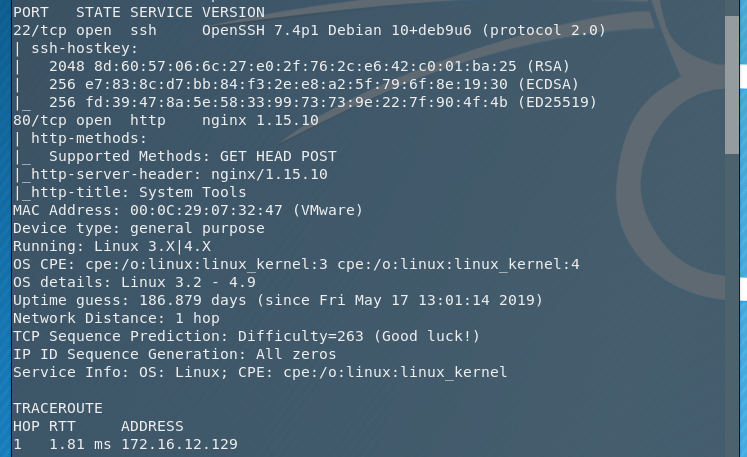 PORT   STATE SERVICE VERSION
22/tcp open  ssh     OpenSSH 7.4p1 Debian 10+deb9u6 (protocol 2.0)
| ssh-hostkey:
|   2048 8d:60:57:06:6c:27:e0:2f:76:2c:e6:42:c0:01:ba:25 (RSA)
|   256 e7:83:8c:d7:bb:84:f3:2e:e8:a2:5f:79:6f:8e:19:30 (ECDSA)
|_  256 fd:39:47:8a:5e:58:33:99:73:73:9e:22:7f:90:4f:4b (ED25519)
80/tcp open  http    nginx 1.15.10
| http-methods:
|_  Supported Methods: GET HEAD POST
|_http-server-header: nginx/1.15.10
|_http-title: System Tools
MAC Address: 00:0C:29:07:32:47 (VMware)
Device type: general purpose
Running: Linux 3.X|4.X
OS CPE: cpe:/o:linux:linux_kernel:3 cpe:/o:linux:linux_kernel:4
OS details: Linux 3.2 - 4.9
Uptime guess: 186.879 days (since Fri May 17 13:01:14 2019)
Network Distance: 1 hop
TCP Sequence Prediction: Difficulty=263 (Good luck!)
IP ID Sequence Generation: All zeros
Service Info: OS: Linux; CPE: cpe:/o:linux:linux_kernel

TRACEROUTE
HOP RTT     ADDRESS
1   1.81 ms 172.16.12.129